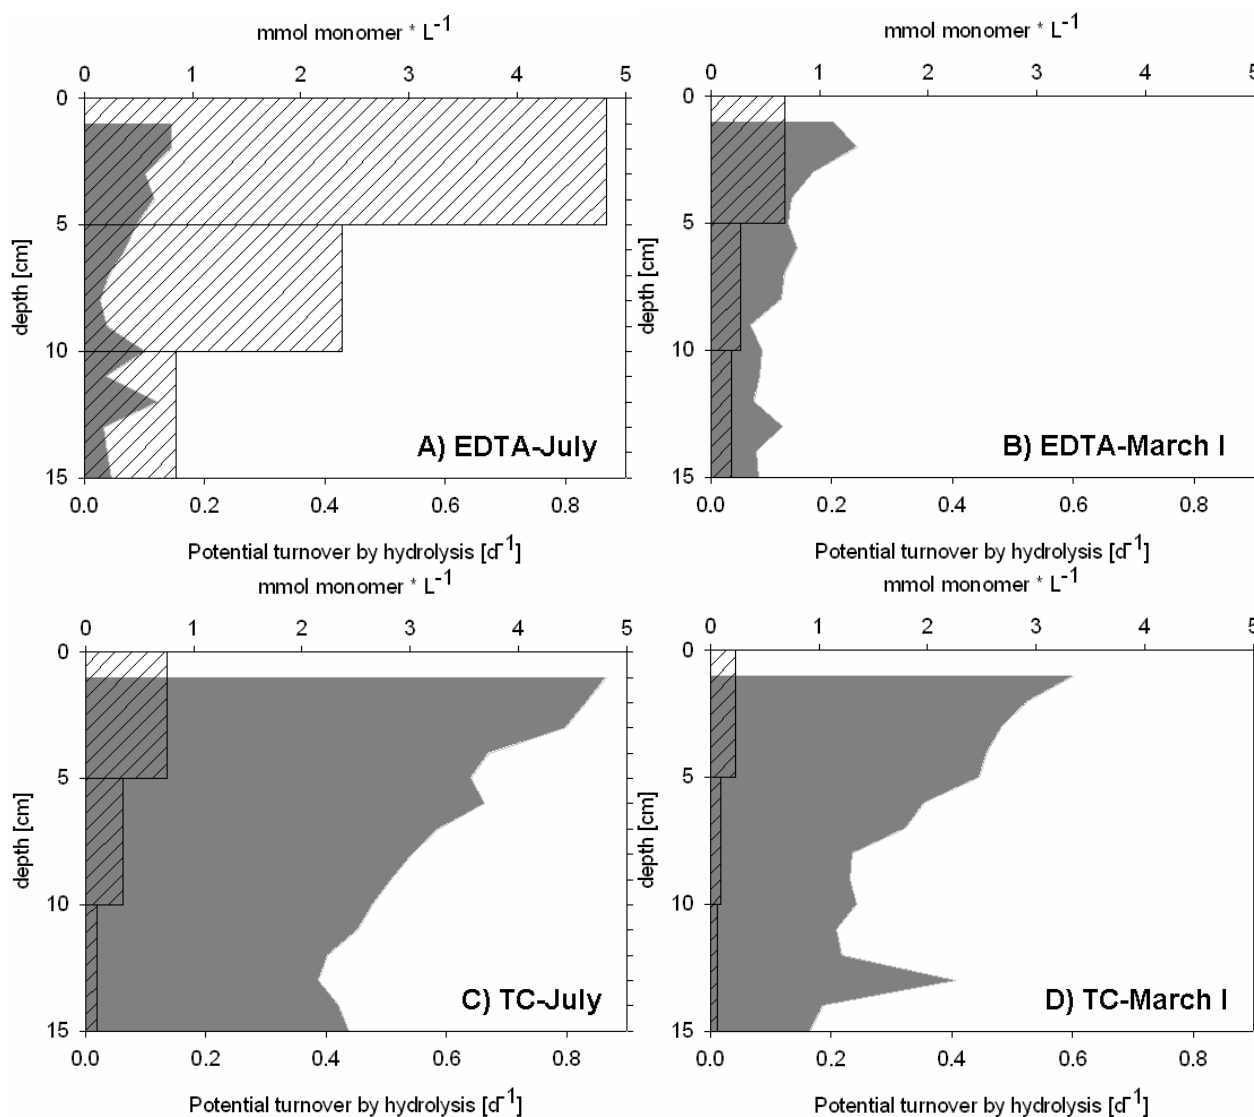 mmol monomer * L⁻¹
0 1 2 3 4 5
0
5
10
15
depth [cm]
A) EDTA-July
0.0 0.2 0.4 0.6 0.8
Potential turnover by hydrolysis [d⁻¹]
mmol monomer * L⁻¹
0 1 2 3 4 5
0
5
10
15
depth [cm]
B) EDTA-March I
0.0 0.2 0.4 0.6 0.8
Potential turnover by hydrolysis [d⁻¹]
mmol monomer * L⁻¹
0 1 2 3 4 5
0
5
10
15
depth [cm]
C) TC-July
0.0 0.2 0.4 0.6 0.8
Potential turnover by hydrolysis [d⁻¹]
mmol monomer * L⁻¹
0 1 2 3 4 5
0
5
10
15
depth [cm]
D) TC-March I
0.0 0.2 0.4 0.6 0.8
Potential turnover by hydrolysis [d⁻¹]